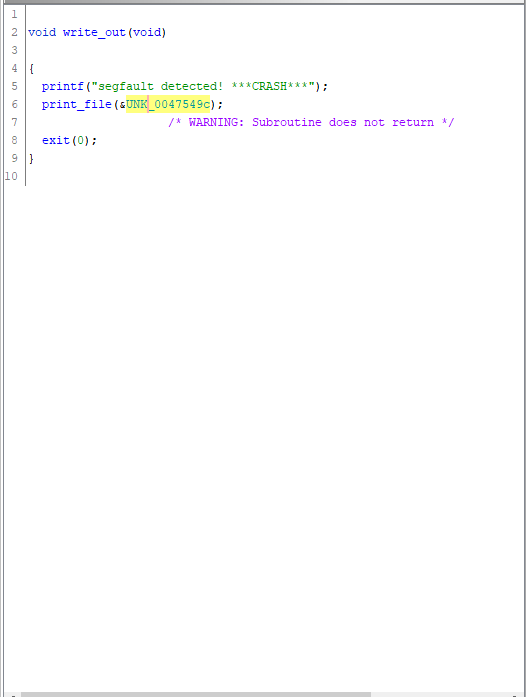 1
2 void write_out(void)
3
4 {
5 printf("segfault detected! ***CRASH***");
6 print_file(&UNK_0047549c);
7 /* WARNING: Subroutine does not return */
8 exit(0);
9 }
10